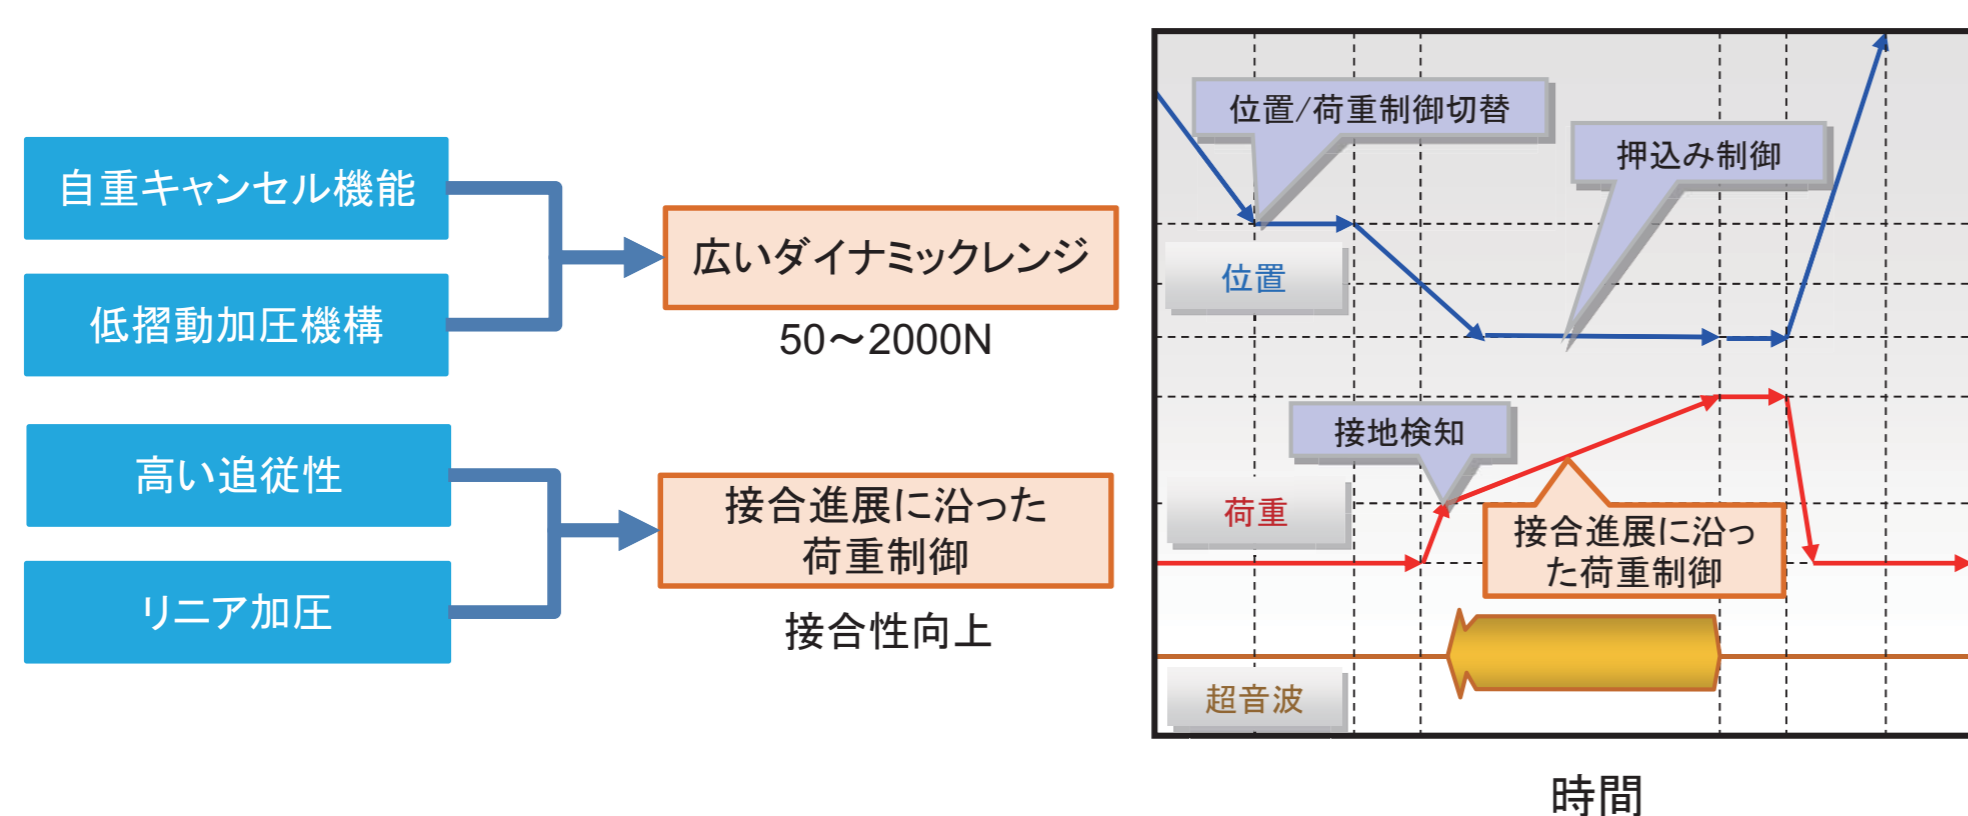 自重キャンセル機能
低摺動加圧機構
広いダイナミックレンジ
50～2000N
高い追従性
リニア加圧
接合進展に沿った
荷重制御
接合性向上
位置/荷重制御切替
押込み制御
位置
接地検知
荷重
接合進展に沿っ
た荷重制御
超音波
時間